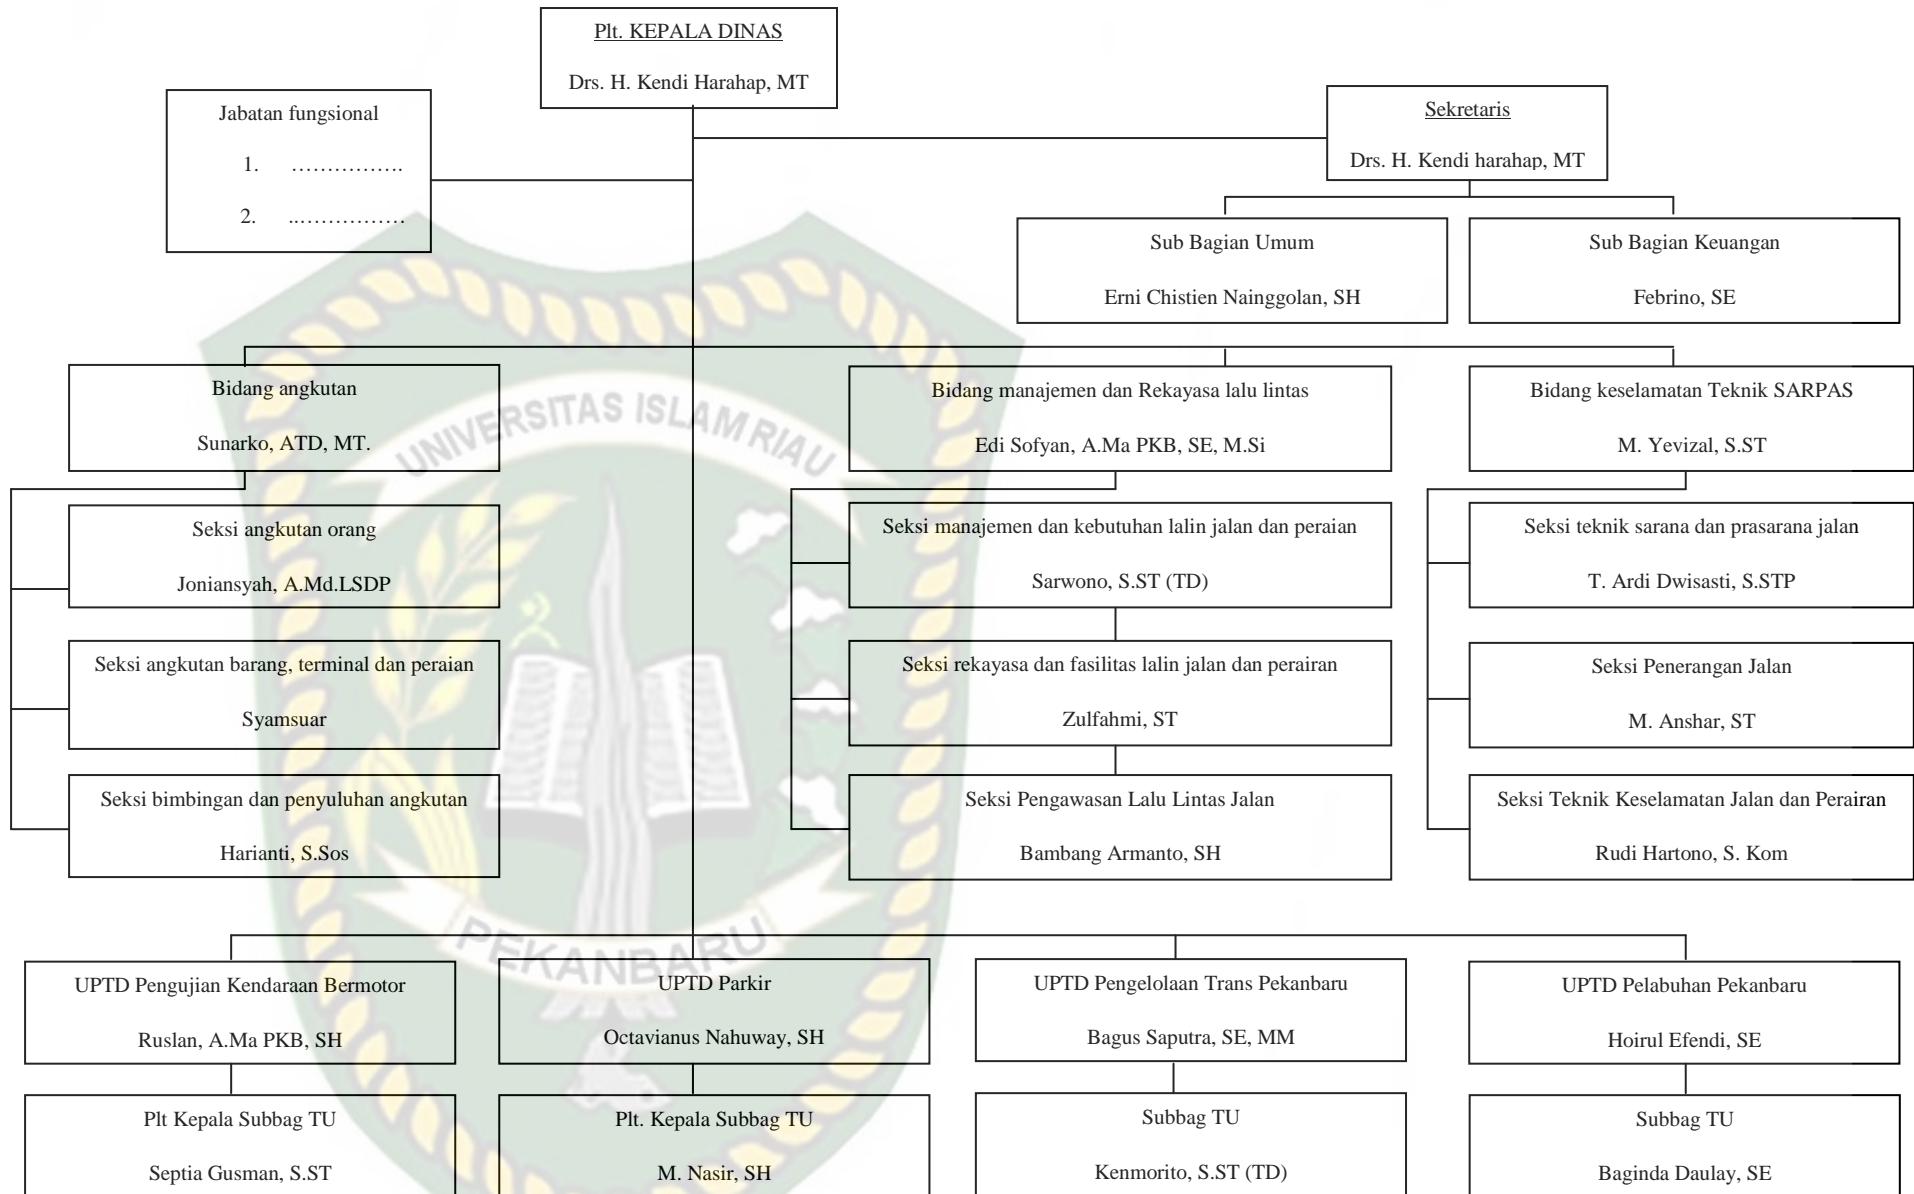 Plt. KEPALA DINAS
Drs. H. Kendi Harahap, MT
Jabatan fungsional
1. …………….
2. ..……………
Sekretaris
Drs. H. Kendi harahap, MT
Sub Bagian Umum
Erni Chistien Nainggolan, SH
Sub Bagian Keuangan
Febrino, SE
Bidang angkutan
Sunarko, ATD, MT.
Bidang manajemen dan Rekayasa lalu lintas
Edi Sofyan, A.Ma PKB, SE, M.Si
Bidang keselamatan Teknik SARPAS
M. Yevizal, S.ST
UNIVERSITAS ISLAM RIAU
Seksi angkutan orang
Joniansyah, A.Md.LSDP
Seksi manajemen dan kebutuhan lalin jalan dan peraian
Sarwono, S.ST (TD)
Seksi teknik sarana dan prasarana jalan
T. Ardi Dwisasti, S.STP
Seksi angkutan barang, terminal dan peraian
Syamsuar
Seksi rekayasa dan fasilitas lalin jalan dan perairan
Zulfahmi, ST
Seksi Penerangan Jalan
M. Anshar, ST
Seksi bimbingan dan penyuluhan angkutan
Harianti, S.Sos
Seksi Pengawasan Lalu Lintas Jalan
Bambang Armanto, SH
Seksi Teknik Keselamatan Jalan dan Perairan
Rudi Hartono, S. Kom
PEKANBARU
UPTD Pengujian Kendaraan Bermotor
Ruslan, A.Ma PKB, SH
UPTD Parkir
Octavianus Nahuway, SH
UPTD Pengelolaan Trans Pekanbaru
Bagus Saputra, SE, MM
UPTD Pelabuhan Pekanbaru
Hoirul Efendi, SE
Plt Kepala Subbag TU
Septia Gusman, S.ST
Plt. Kepala Subbag TU
M. Nasir, SH
Subbag TU
Kenmorito, S.ST (TD)
Subbag TU
Baginda Daulay, SE